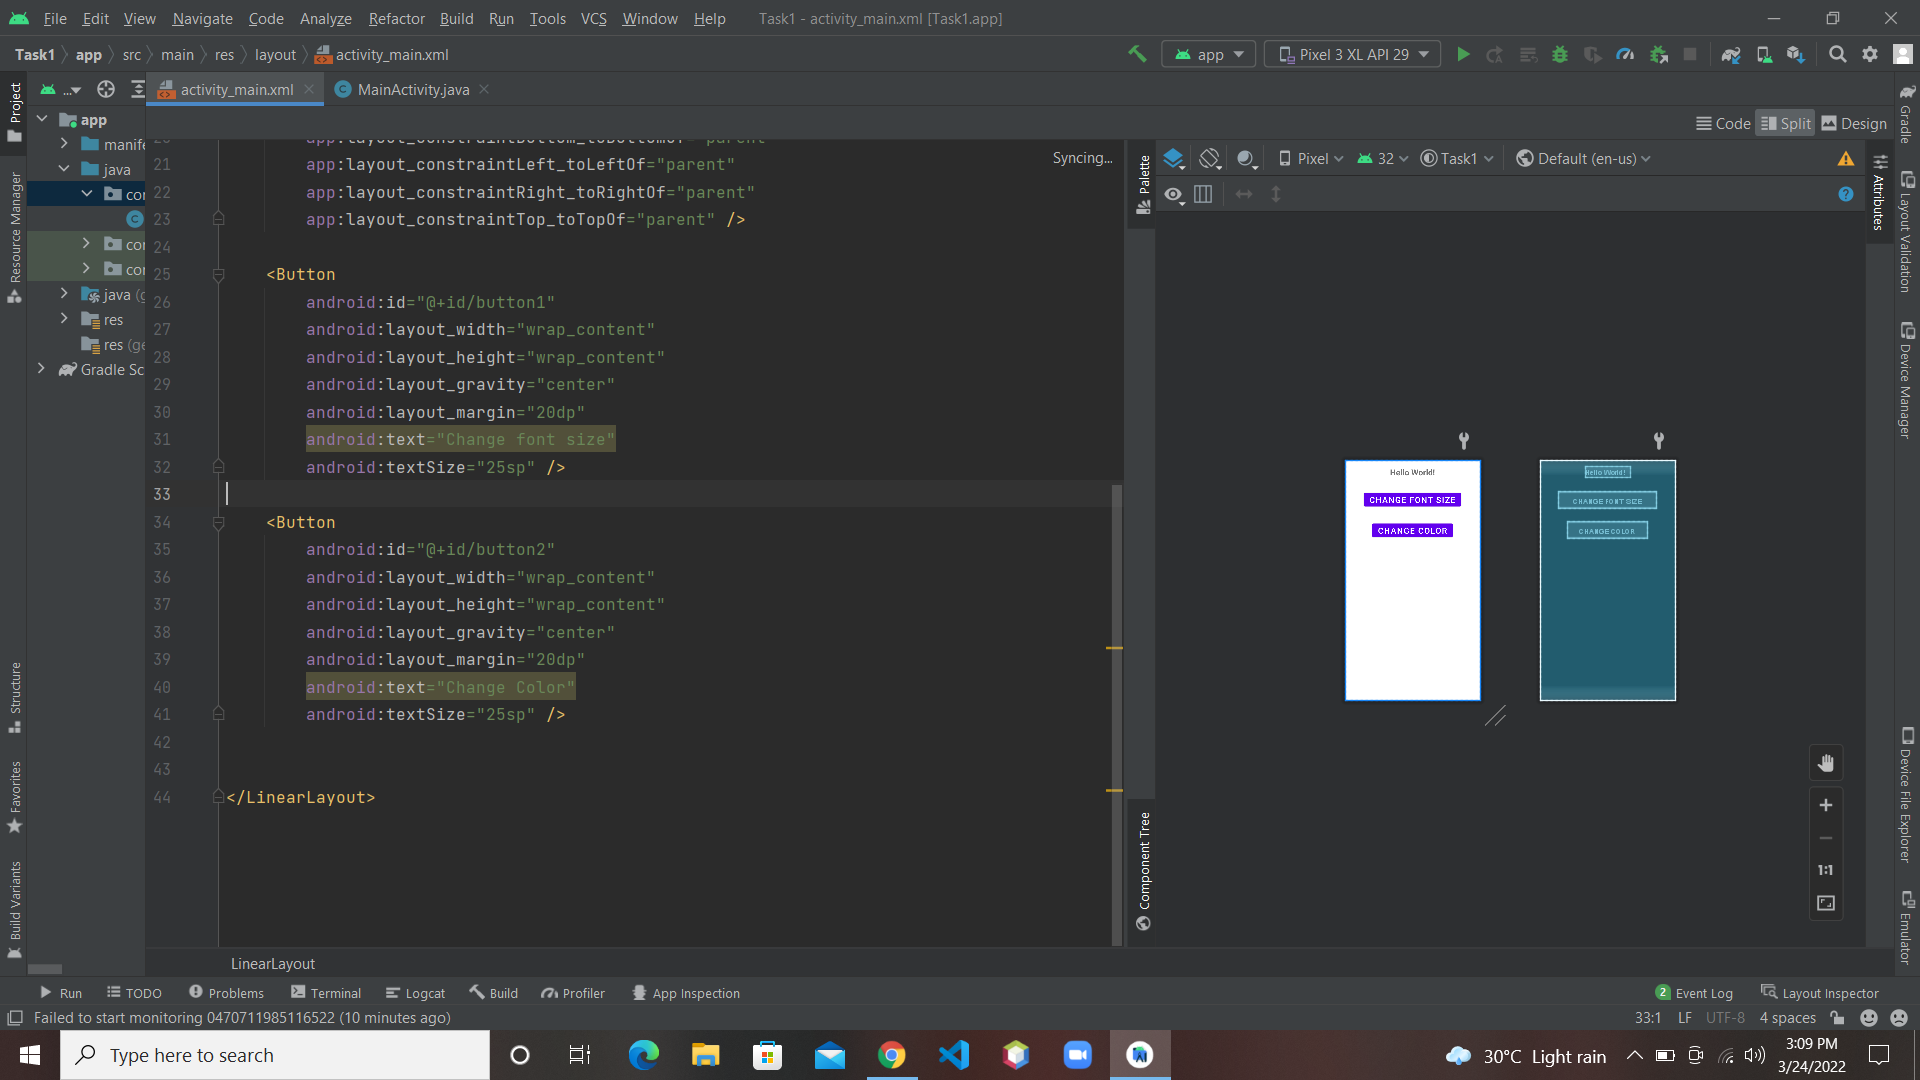 File Edit View Navigate Code Analyze Refactor Build Run Tools VCS Window Help Task1 - activity_main.xml [Task1.app]
Task1 app src main res layout activity_main.xml
app Pixel 3 XL API 29
... activity_main.xml MainActivity.java
Code Split Design
Project
Resource Manager
Structure
Favorites
Build Variants
app
manife
java
con
con
con
java (g
res
res (ge
Gradle Sc
Syncing...
21 app:layout_constraintLeft_toLeftOf="parent"
22 app:layout_constraintRight_toRightOf="parent"
23 app:layout_constraintTop_toTopOf="parent" />
24
25 <Button
26 android:id="@+id/button1"
27 android:layout_width="wrap_content"
28 android:layout_height="wrap_content"
29 android:layout_gravity="center"
30 android:layout_margin="20dp"
31 android:text="Change font size"
32 android:textSize="25sp" />
33
34 <Button
35 android:id="@+id/button2"
36 android:layout_width="wrap_content"
37 android:layout_height="wrap_content"
38 android:layout_gravity="center"
39 android:layout_margin="20dp"
40 android:text="Change Color"
41 android:textSize="25sp" />
42
43
44 </LinearLayout>
LinearLayout
Palette
Component Tree
Pixel 32 Task1 Default (en-us)
Hello World!
CHANGE FONT SIZE
CHANGE COLOR
Hello World!
CHANGE FONT SIZE
CHANGE COLOR
1:1
Attributes
Gradle
Layout Validation
Device Manager
Device File Explorer
Emulator
Run TODO Problems Terminal Logcat Build Profiler App Inspection 2 Event Log Layout Inspector
Failed to start monitoring 0470711985116522 (10 minutes ago) 33:1 LF UTF-8 4 spaces
Type here to search
30°C Light rain
3:09 PM
3/24/2022